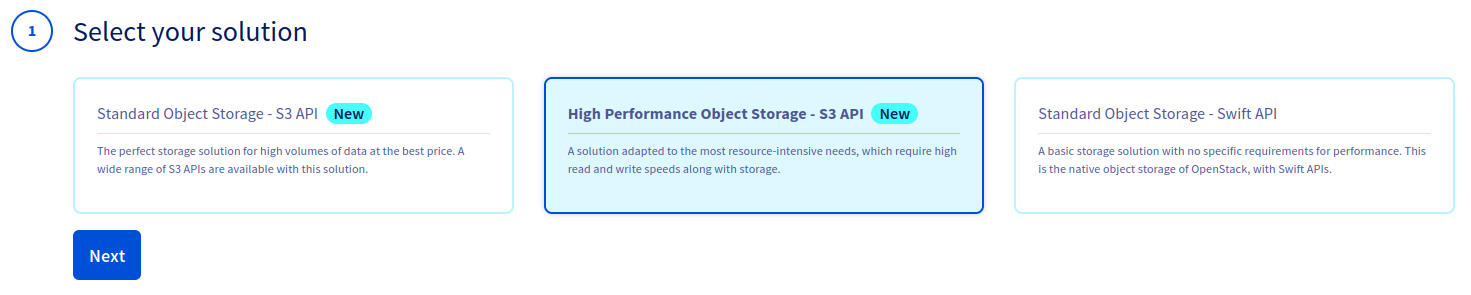 1
Select your solution
Standard Object Storage - S3 API New
The perfect storage solution for high volumes of data at the best price. A
wide range of S3 APIs are available with this solution.
High Performance Object Storage - S3 API New
A solution adapted to the most resource-intensive needs, which require high
read and write speeds along with storage.
Standard Object Storage - Swift API
A basic storage solution with no specific requirements for performance. This
is the native object storage of OpenStack, with Swift APIs.
Next